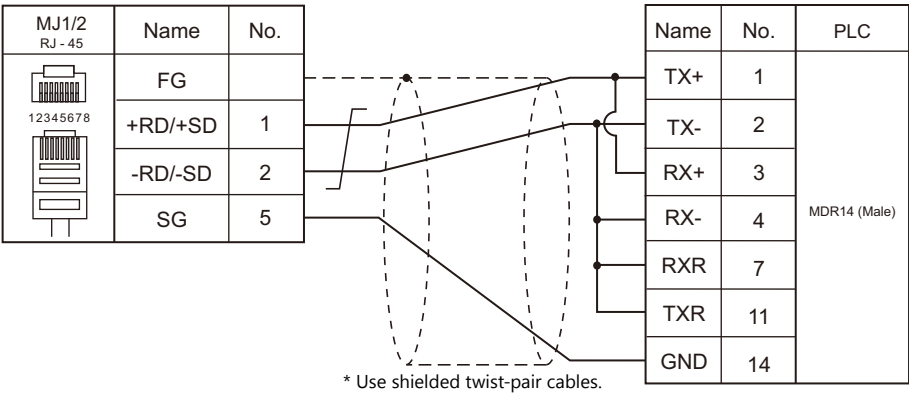 MJ1/2 Name No.
RJ - 45
12345678
FG
+RD/+SD 1
-RD/-SD 2
SG 5
Name No. PLC
TX+ 1
TX- 2
RX+ 3
RX- 4
RXR 7
TXR 11
GND 14
MDR14 (Male)
* Use shielded twist-pair cables.